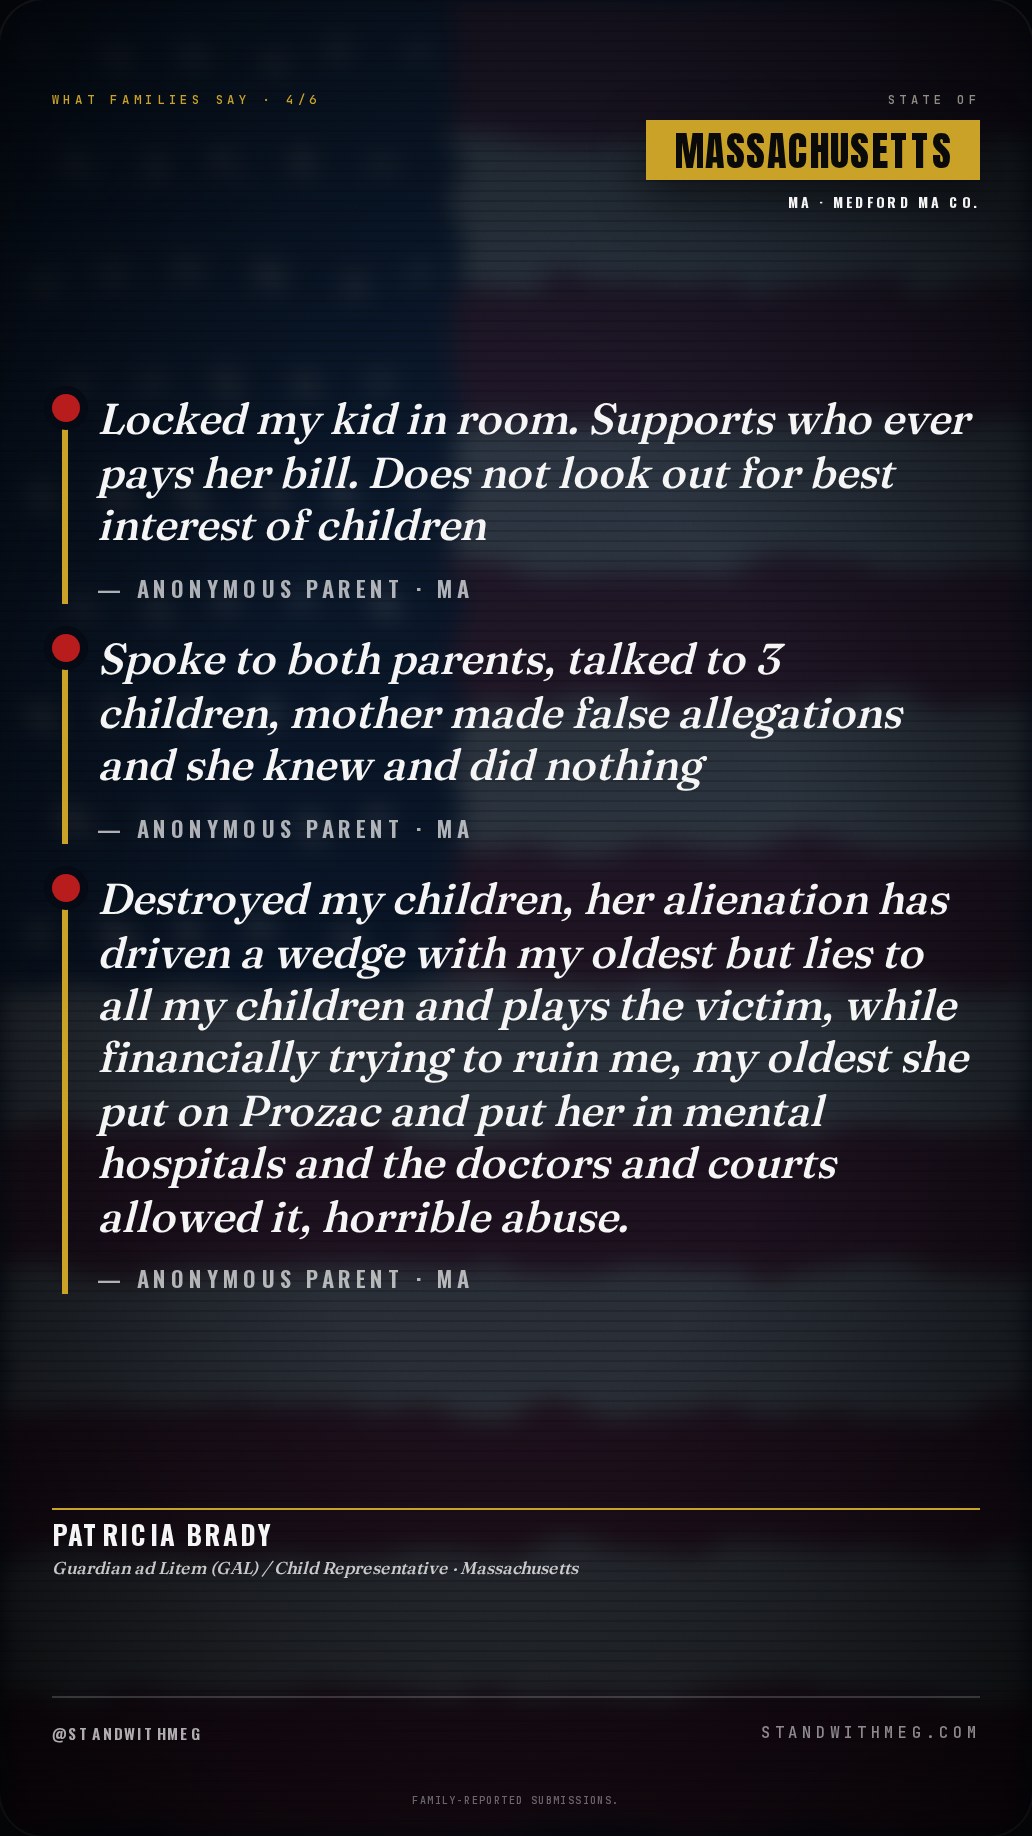 WHAT FAMILIES SAY · 4/6
STATE OF
MASSACHUSETTS
MA · MEDFORD MA CO.
Locked my kid in room. Supports who ever
pays her bill. Does not look out for best
interest of children
— ANONYMOUS PARENT · MA
Spoke to both parents, talked to 3
children, mother made false allegations
and she knew and did nothing
— ANONYMOUS PARENT · MA
Destroyed my children, her alienation has
driven a wedge with my oldest but lies to
all my children and plays the victim, while
financially trying to ruin me, my oldest she
put on Prozac and put her in mental
hospitals and the doctors and courts
allowed it, horrible abuse.
— ANONYMOUS PARENT · MA
PATRICIA BRADY
Guardian ad Litem (GAL) / Child Representative · Massachusetts
@STANDWITHMEG
STANDWITHMEG.COM
FAMILY-REPORTED SUBMISSIONS.